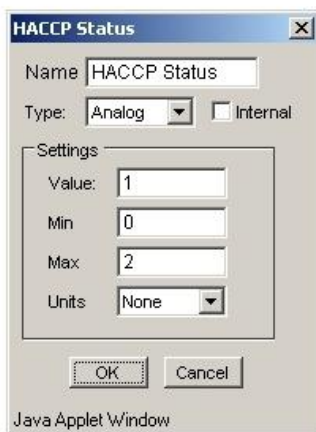 HACCP Status
Name HACCP Status
Type: Analog Internal
Settings
Value: 1
Min 0
Max 2
Units None
OK Cancel
Java Applet Window